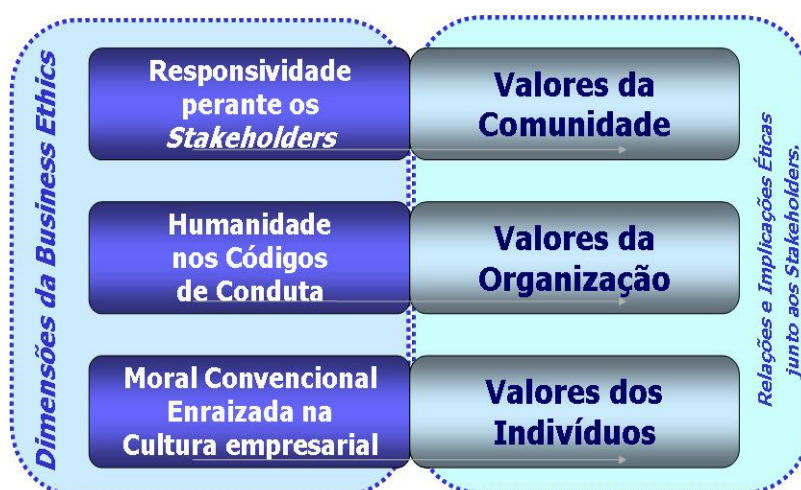 Dimensões da Business Ethics
Responsividade
perante os
Stakeholders
Valores da
Comunidade
Humanidade
nos Códigos
de Conduta
Valores da
Organização
Moral Convencional
Enraizada na
Cultura empresarial
Valores dos
Indivíduos
Relações e Implicações Éticas
junto aos Stakeholders.